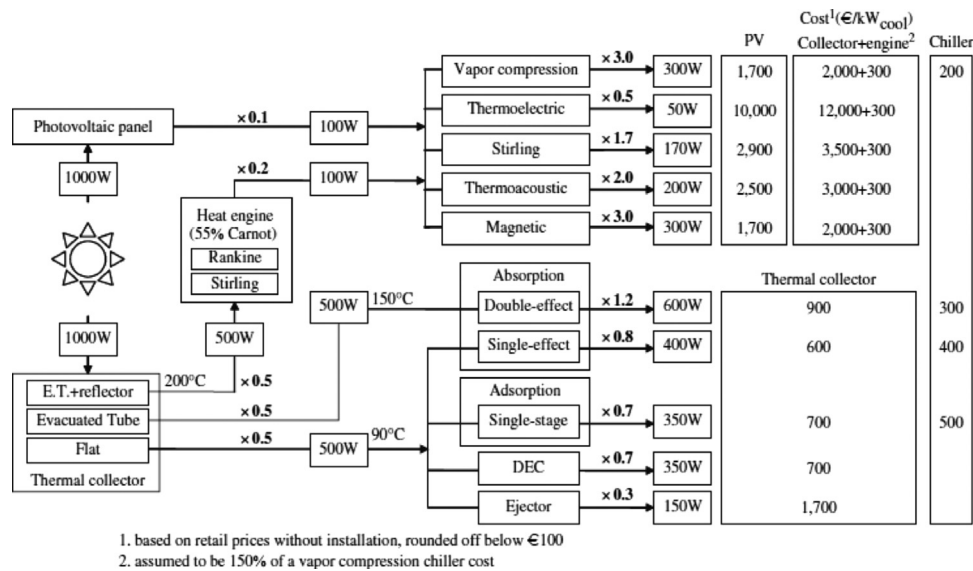 Cost¹(€/kWcool)
PV Collector+engine² Chiller
Vapor compression ×3.0 300W 1,700 2,000+300 200
Photovoltaic panel ×0.1 100W Thermoelectric ×0.5 50W 10,000 12,000+300
Stirling ×1.7 170W 2,900 3,500+300
1000W ×0.2 100W Thermoacoustic ×2.0 200W 2,500 3,000+300
Magnetic ×3.0 300W 1,700 2,000+300
Heat engine
(55% Carnot)
Rankine
Stirling
Absorption Thermal collector
500W 150°C Double-effect ×1.2 600W 900 300
1000W 500W Single-effect ×0.8 400W 600 400
200°C
E.T.+reflector ×0.5
Adsorption
Evacuated Tube ×0.5 Single-stage ×0.7 350W 700 500
Flat ×0.5 500W 90°C
Thermal collector DEC ×0.7 350W 700
Ejector ×0.3 150W 1,700
1. based on retail prices without installation, rounded off below €100
2. assumed to be 150% of a vapor compression chiller cost